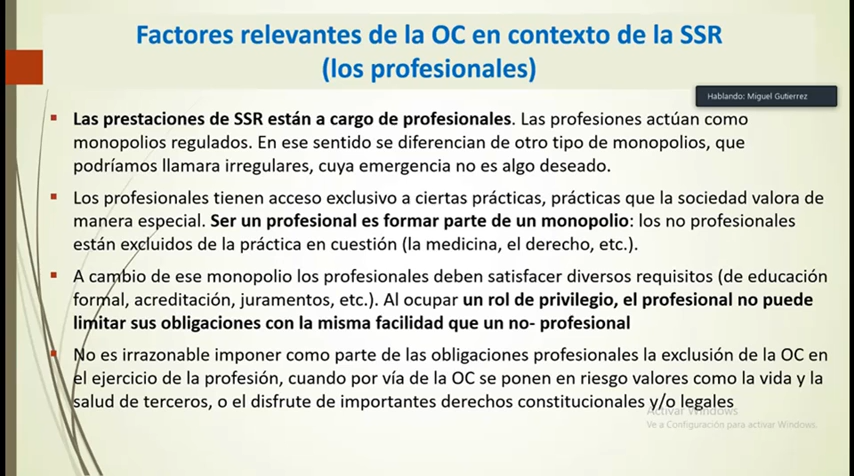 Factores relevantes de la OC en contexto de la SSR
(los profesionales)
Hablando: Miguel Gutierrez
Las prestaciones de SSR están a cargo de profesionales. Las profesiones actúan como
monopolios regulados. En ese sentido se diferencian de otro tipo de monopolios, que
podríamos llamara irregulares, cuya emergencia no es algo deseado.
Los profesionales tienen acceso exclusivo a ciertas prácticas, prácticas que la sociedad valora de
manera especial. Ser un profesional es formar parte de un monopolio: los no profesionales
están excluidos de la práctica en cuestión (la medicina, el derecho, etc.).
A cambio de ese monopolio los profesionales deben satisfacer diversos requisitos (de educación
formal, acreditación, juramentos, etc.). Al ocupar un rol de privilegio, el profesional no puede
limitar sus obligaciones con la misma facilidad que un no- profesional
No es irrazonable imponer como parte de las obligaciones profesionales la exclusión de la OC en
el ejercicio de la profesión, cuando por vía de la OC se ponen en riesgo valores como la vida y la
salud de terceros, o el disfrute de importantes derechos constitucionales y/o legales
Activar Windows
Ve a Configuración para activar Windows.